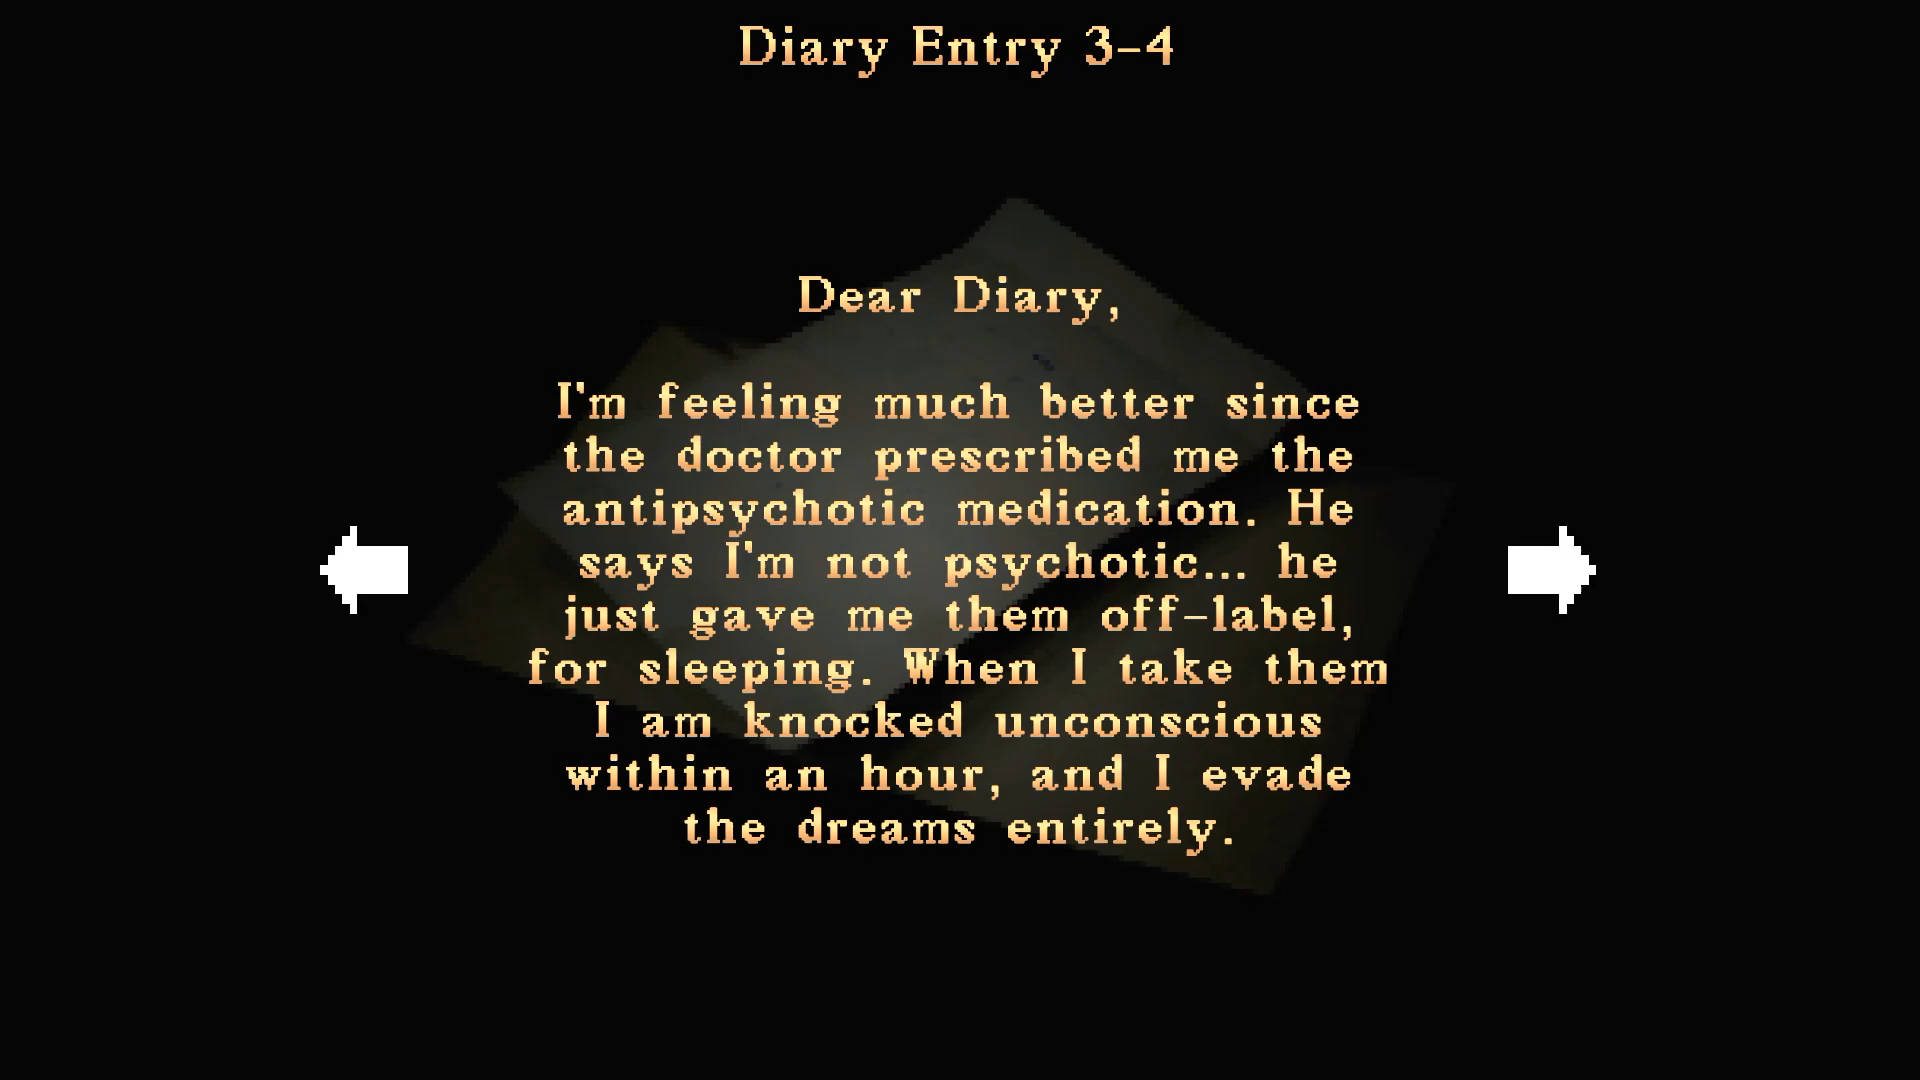 Diary Entry 3-4
Dear Diary,
I'm feeling much better since
the doctor prescribed me the
antipsychotic medication. He
says I'm not psychotic... he
just gave me them off-label,
for sleeping. When I take them
I am knocked unconscious
within an hour, and I evade
the dreams entirely.